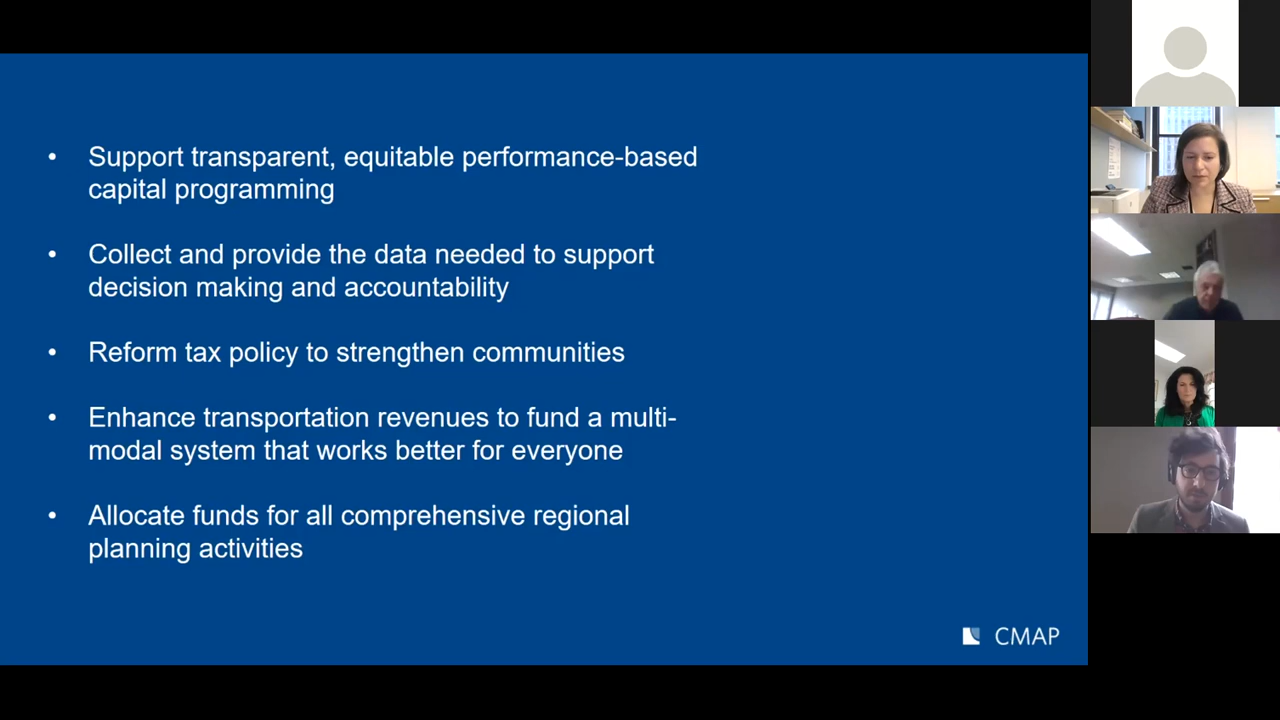 • Support transparent, equitable performance-based
capital programming
• Collect and provide the data needed to support
decision making and accountability
• Reform tax policy to strengthen communities
• Enhance transportation revenues to fund a multi-
modal system that works better for everyone
• Allocate funds for all comprehensive regional
planning activities
CMAP